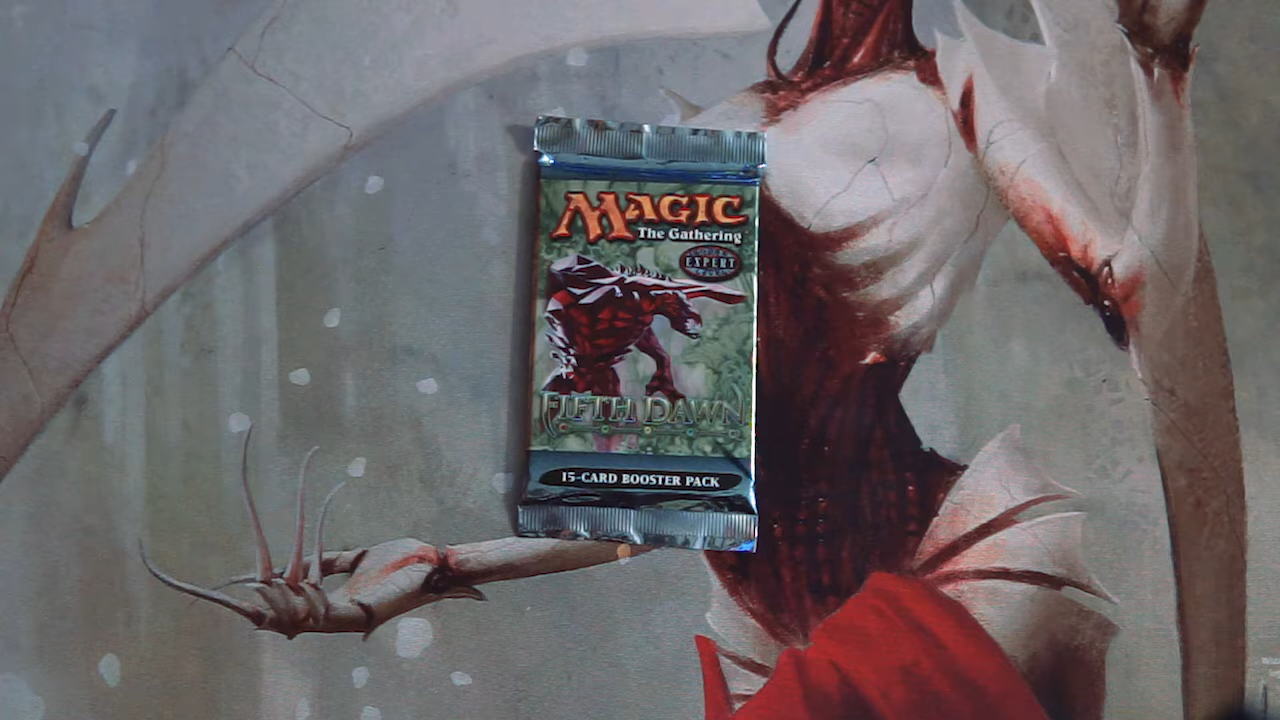 MAGIC
The Gathering
EXPERT
FIFTH DAWN
15-CARD BOOSTER PACK